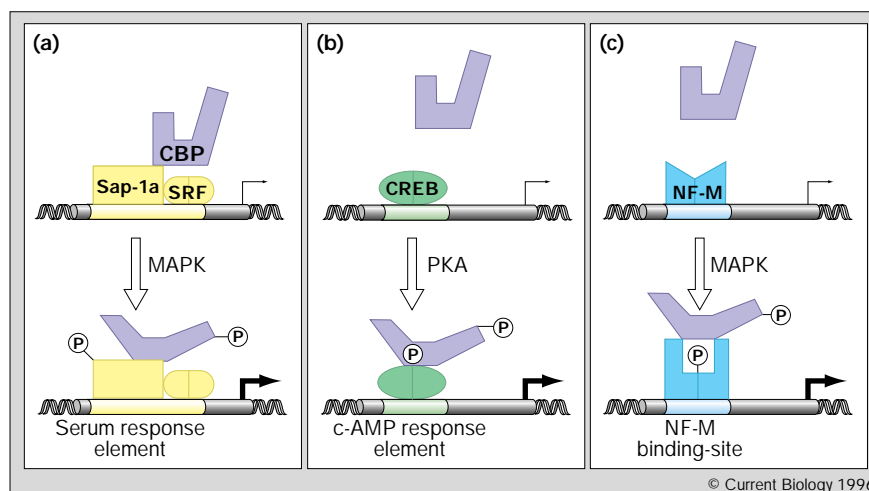 (a)
CBP
Sap-1a
SRF
MAPK
P
P
Serum response
element
(b)
CREB
PKA
P
P
c-AMP response
element
(c)
NF-M
MAPK
P
P
NF-M
binding-site
© Current Biology 1996